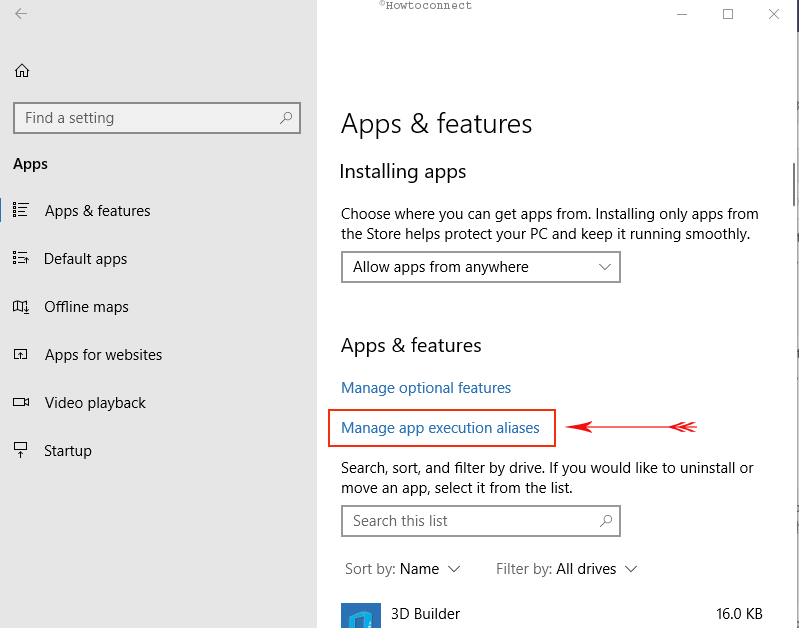 ©Howtoconnect
Find a setting
Apps
Apps & features
Default apps
Offline maps
Apps for websites
Video playback
Startup
Apps & features
Installing apps
Choose where you can get apps from. Installing only apps from
the Store helps protect your PC and keep it running smoothly.
Allow apps from anywhere
Apps & features
Manage optional features
Manage app execution aliases
Search, sort, and filter by drive. If you would like to uninstall or
move an app, select it from the list.
Search this list
Sort by: Name Filter by: All drives
3D Builder 16.0 KB